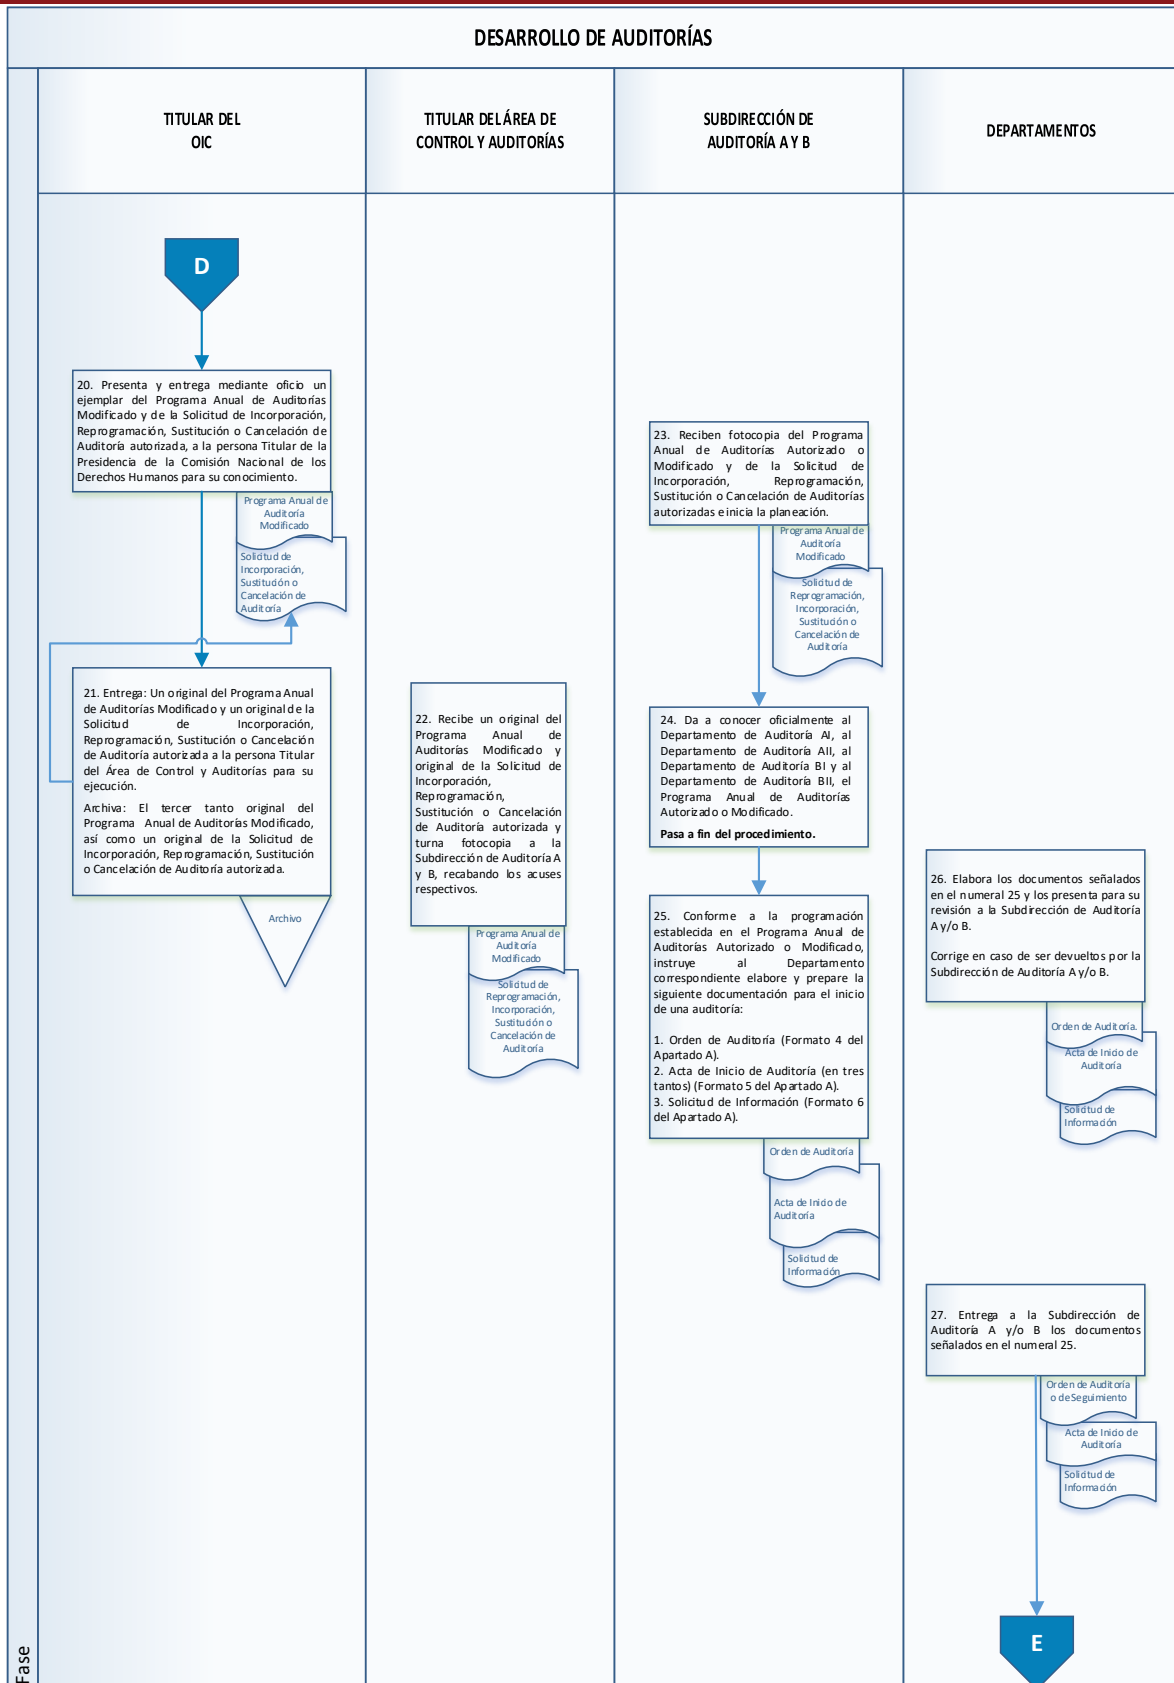 DESARROLLO DE AUDITORÍAS
TITULAR DEL
OIC
TITULAR DEL ÁREA DE
CONTROL Y AUDITORÍAS
SUBDIRECCIÓN DE
AUDITORÍA A Y B
DEPARTAMENTOS
D
20. Presenta y entrega mediante oficio un
ejemplar del Programa Anual de Auditorías
Modificado y de la Solicitud de Incorporación,
Reprogramación, Sustitución o Cancelación de
Auditoría autorizada, a la persona Titular de la
Presidencia de la Comisión Nacional de los
Derechos Humanos para su conocimiento.
Programa Anual de
Auditoría
Modificado
Solicitud de
Incorporación,
Sustitución o
Cancelación de
Auditoría
21. Entrega: Un original del Programa Anual
de Auditorías Modificado y un original de la
Solicitud de Incorporación,
Reprogramación, Sustitución o Cancelación
de Auditoría autorizada a la persona Titular
del Área de Control y Auditorías para su
ejecución.
Archiva: El tercer tanto original del
Programa Anual de Auditorías Modificado,
así como un original de la Solicitud de
Incorporación, Reprogramación, Sustitución
o Cancelación de Auditoría autorizada.
Archivo
22. Recibe un original del
Programa Anual de
Auditorías Modificado y
original de la Solicitud de
Incorporación,
Reprogramación,
Sustitución o Cancelación
de Auditoría autorizada y
turna fotocopia a la
Subdirección de Auditoría A
y B, recabando los acuses
respectivos.
Programa Anual de
Auditoría
Modificado
Solicitud de
Reprogramación,
Incorporación,
Sustitución o
Cancelación de
Auditoría
23. Reciben fotocopia del Programa
Anual de Auditorías Autorizado o
Modificado y de la Solicitud de
Incorporación, Reprogramación,
Sustitución o Cancelación de Auditorías
autorizadas e inicia la planeación.
Programa Anual de
Auditoría
Modificado
Solicitud de
Reprogramación,
Incorporación,
Sustitución o
Cancelación de
Auditoría
24. Da a conocer oficialmente al
Departamento de Auditoría AI, al
Departamento de Auditoría AII, al
Departamento de Auditoría BI y al
Departamento de Auditoría BII, el
Programa Anual de Auditorías
Autorizado o Modificado.
Pasa a fin del procedimiento.
25. Conforme a la programación
establecida en el Programa Anual de
Auditorías Autorizado o Modificado,
instruye al Departamento
correspondiente elabore y prepare la
siguiente documentación para el inicio
de una auditoría:
1. Orden de Auditoría (Formato 4 del
Apartado A).
2. Acta de Inicio de Auditoría (en tres
tantos) (Formato 5 del Apartado A).
3. Solicitud de Información (Formato 6
del Apartado A).
Orden de Auditoría
Acta de Inicio de
Auditoría
Solicitud de
Información
26. Elabora los documentos señalados
en el numeral 25 y los presenta para su
revisión a la Subdirección de Auditoría
A y/o B.
Corrige en caso de ser devueltos por la
Subdirección de Auditoría A y/o B.
Orden de Auditoría.
Acta de Inicio de
Auditoría
Solicitud de
Información
27. Entrega a la Subdirección de
Auditoría A y/o B los documentos
señalados en el numeral 25.
Orden de Auditoría
o de Seguimiento
Acta de Inicio de
Auditoría
Solicitud de
Información
E
Fase